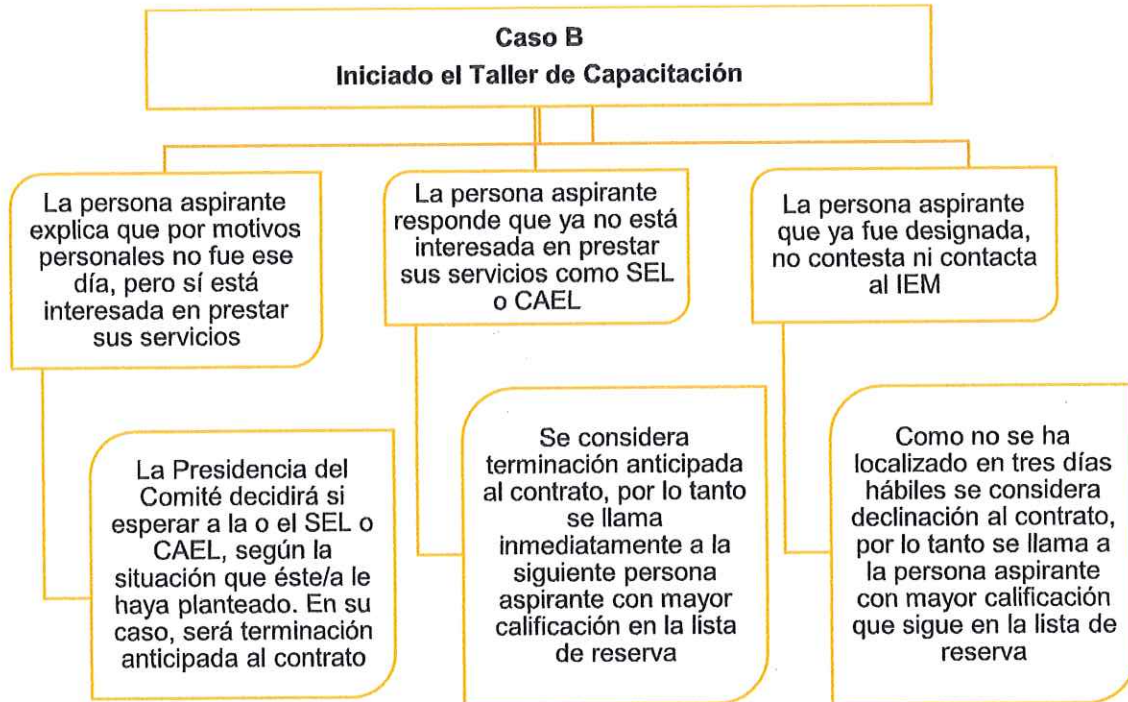 Caso B
Iniciado el Taller de Capacitación
La persona aspirante
explica que por motivos
personales no fue ese
día, pero sí está
interesada en prestar
sus servicios
La persona aspirante
responde que ya no está
interesada en prestar
sus servicios como SEL
o CAEL
La persona aspirante
que ya fue designada,
no contesta ni contacta
al IEM
La Presidencia del
Comité decidirá si
esperar a la o el SEL o
CAEL, según la
situación que éste/a le
haya planteado. En su
caso, será terminación
anticipada al contrato
Se considera
terminación anticipada
al contrato, por lo tanto
se llama
inmediatamente a la
siguiente persona
aspirante con mayor
calificación en la lista
de reserva
Como no se ha
localizado en tres días
hábiles se considera
declinación al contrato,
por lo tanto se llama a
la persona aspirante
con mayor calificación
que sigue en la lista de
reserva